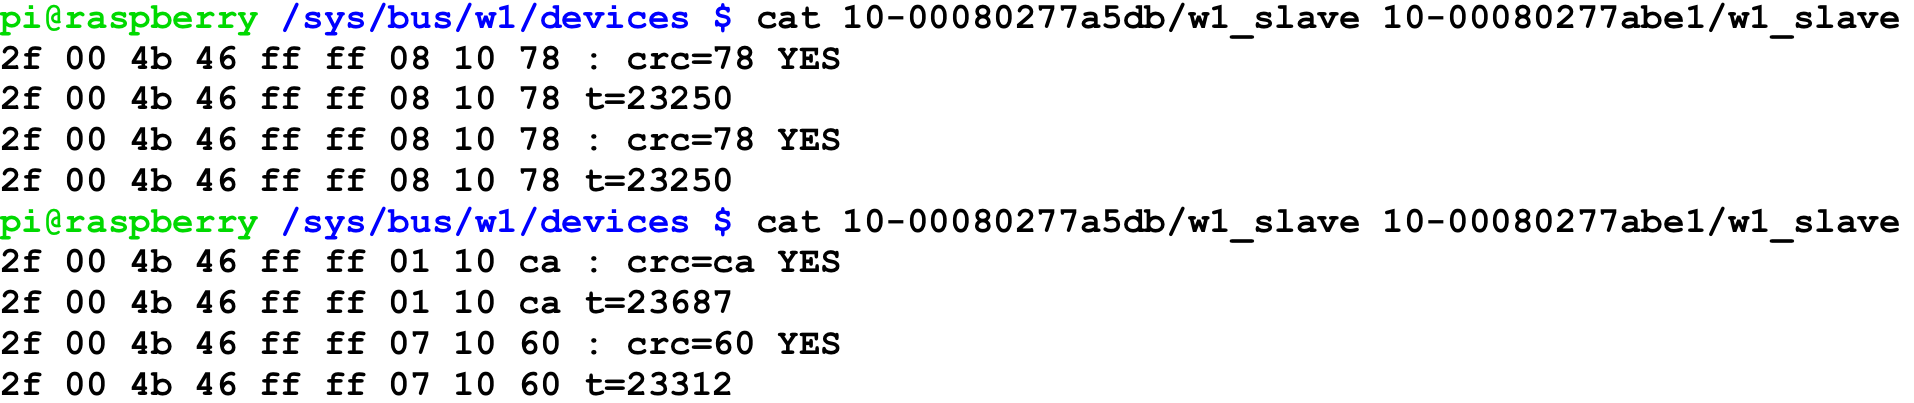 pi@raspberry /sys/bus/w1/devices $ cat 10-00080277a5db/w1_slave 10-00080277abe1/w1_slave
2f 00 4b 46 ff ff 08 10 78 : crc=78 YES
2f 00 4b 46 ff ff 08 10 78 t=23250
2f 00 4b 46 ff ff 08 10 78 : crc=78 YES
2f 00 4b 46 ff ff 08 10 78 t=23250
pi@raspberry /sys/bus/w1/devices $ cat 10-00080277a5db/w1_slave 10-00080277abe1/w1_slave
2f 00 4b 46 ff ff 01 10 ca : crc=ca YES
2f 00 4b 46 ff ff 01 10 ca t=23687
2f 00 4b 46 ff ff 07 10 60 : crc=60 YES
2f 00 4b 46 ff ff 07 10 60 t=23312